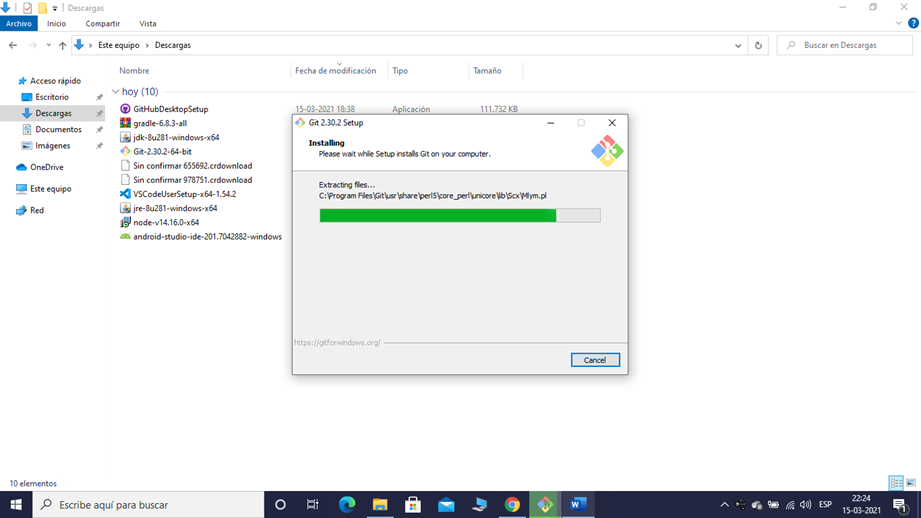 Descargas
Archivo Inicio Compartir Vista
Este equipo > Descargas
Buscar en Descargas
Acceso rápido
Escritorio
Descargas
Documentos
Imágenes
OneDrive
Este equipo
Red
Nombre Fecha de modificación Tipo Tamaño
hoy (10)
GitHubDesktopSetup 15-03-2021 18:38 Aplicación 111.732 KB
gradle-6.8.3-all
jdk-8u281-windows-x64
Git-2.30.2-64-bit
Sin confirmar 655692.crdownload
Sin confirmar 978751.crdownload
VSCodeUserSetup-x64-1.54.2
jre-8u281-windows-x64
node-v14.16.0-x64
android-studio-ide-201.7042882-windows
Git 2.30.2 Setup
Installing
Please wait while Setup installs Git on your computer.
Extracting files...
C:\Program Files\Git\usr\share\perl5\core_perl\unicore\lib\Scx\Mlym.pl
https://gitforwindows.org/
Cancel
10 elementos
Escribe aquí para buscar
ESP
22:24
15-03-2021
1